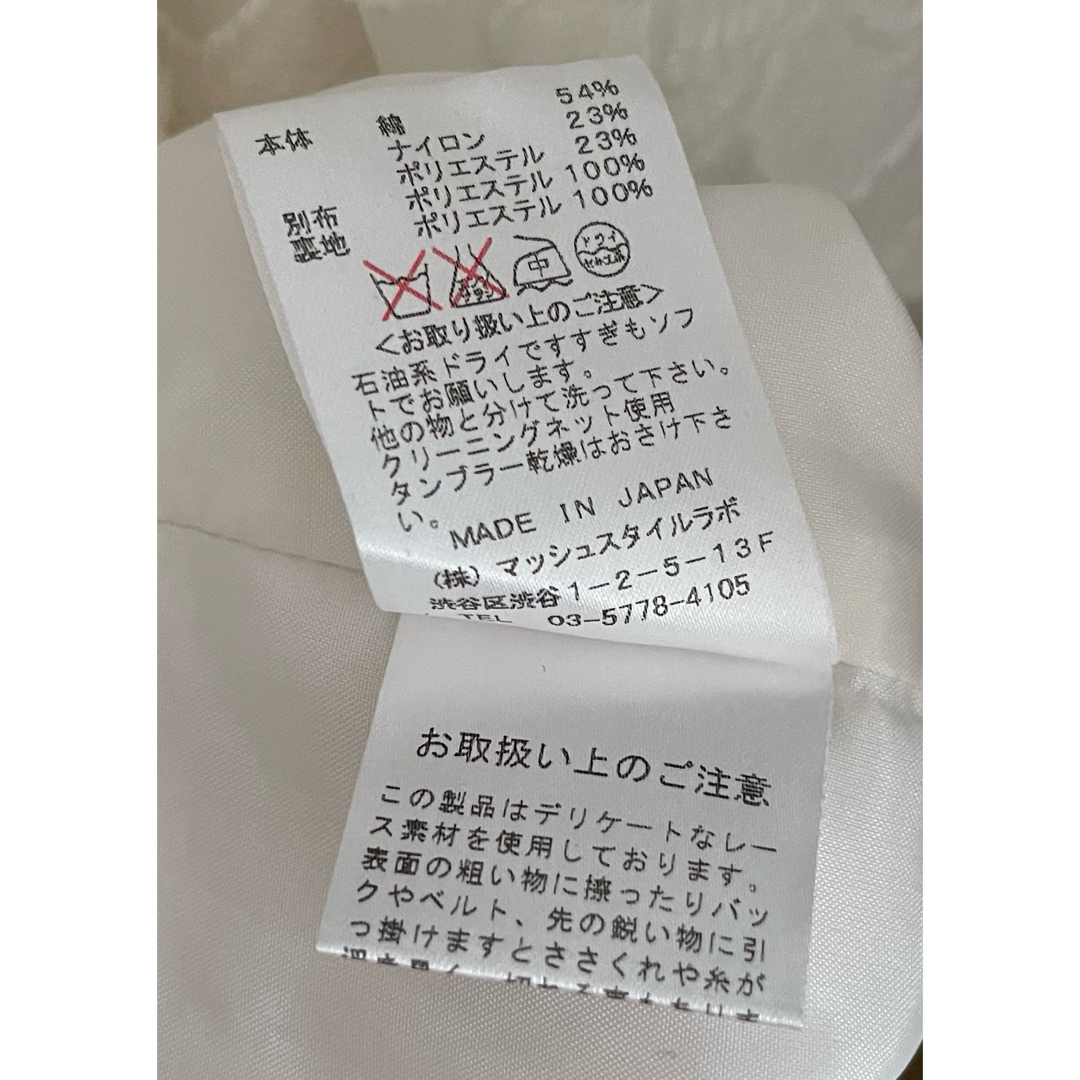 本体 綿 54%
ナイロン 23%
ポリエステル 23%
別布 ポリエステル 100%
裏地 ポリエステル 100%
中 ドライ セキユ系
<お取り扱い上のご注意>
石油系ドライですすぎもソフ
トでお願いします。
他の物と分けて洗って下さい。
クリーニングネット使用
タンブラー乾燥はおさけ下さ
い。
MADE IN JAPAN
(株) マッシュスタイルラボ
渋谷区渋谷1-2-5-13F
TEL 03-5778-4105
お取扱い上のご注意
この製品はデリケートなレー
ス素材を使用しております。
表面の粗い物に擦ったりバッ
クやベルト、先の鋭い物に引
っ掛けますとささくれや糸が